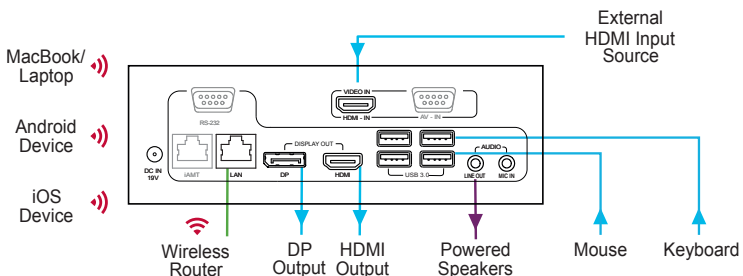 External
HDMI Input
Source
MacBook/
Laptop
Android
Device
iOS
Device
VIDEO IN
HDMI - IN
AV - IN
RS-232
DISPLAY OUT
AUDIO
DC IN
19V
iAMT
LAN
DP
HDMI
USB 3.0
LINE OUT
MIC IN
Wireless
Router
DP
Output
HDMI
Output
Powered
Speakers
Mouse
Keyboard